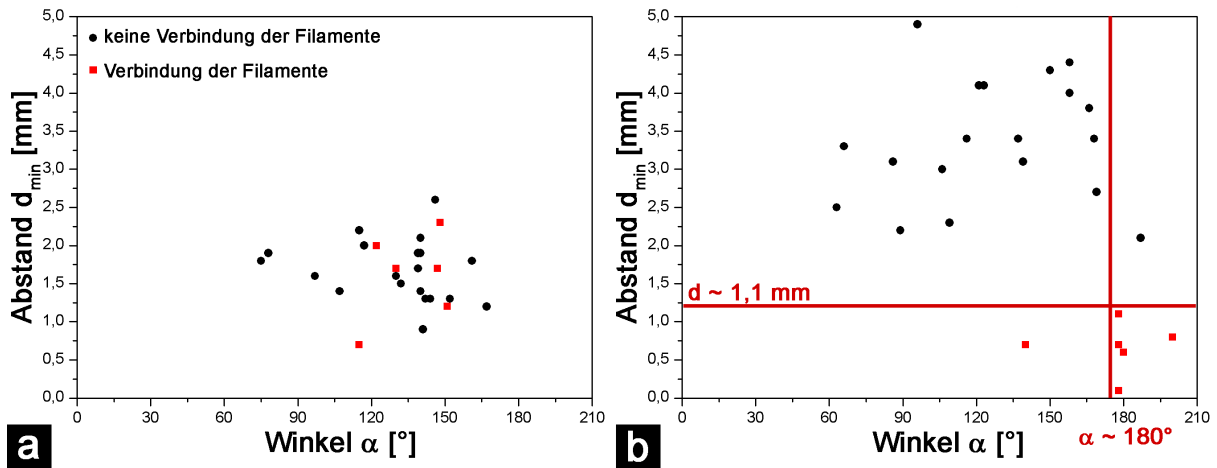 5,0
4,5
4,0
3,5
3,0
2,5
2,0
1,5
1,0
0,5
0,0
Abstand dmin [mm]
keine Verbindung der Filamente
Verbindung der Filamente
0 30 60 90 120 150 180 210
Winkel α [°]
a
5,0
4,5
4,0
3,5
3,0
2,5
2,0
1,5
1,0
0,5
0,0
Abstand dmin [mm]
d ~ 1,1 mm
0 30 60 90 120 150 180 210
Winkel α [°]
α ~ 180°
b